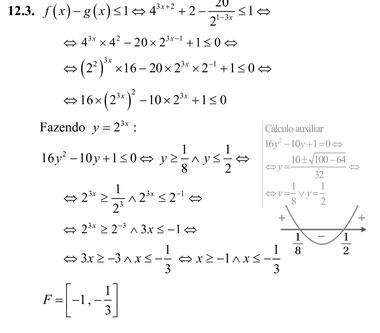 12.3. f(x)−g(x)≤1⇔4^{3x+2}+2−20/2^{1−3x}≤1⇔
⇔4^{3x}×4^2−20×2^{3x−1}+1≤0⇔
⇔(2^2)^{3x}×16−20×2^{3x}×2^{−1}+1≤0⇔
⇔16×(2^{3x})^2−10×2^{3x}+1≤0
Fazendo y=2^{3x}:
16y^2−10y+1≤0⇔ y≥1/8∧y≤1/2⇔
⇔2^{3x}≥1/2^3∧2^{3x}≤2^{−1}⇔
⇔2^{3x}≥2^{−3}∧3x≤−1⇔
⇔3x≥−3∧x≤−1/3⇔x≥−1∧x≤−1/3
F=[−1,−1/3]
Cálculo auxiliar
16y^2−10y+1=0⇔
⇔y=10±√100−64/32⇔
⇔y=1/8∨y=1/2
+ − +
1/8 1/2